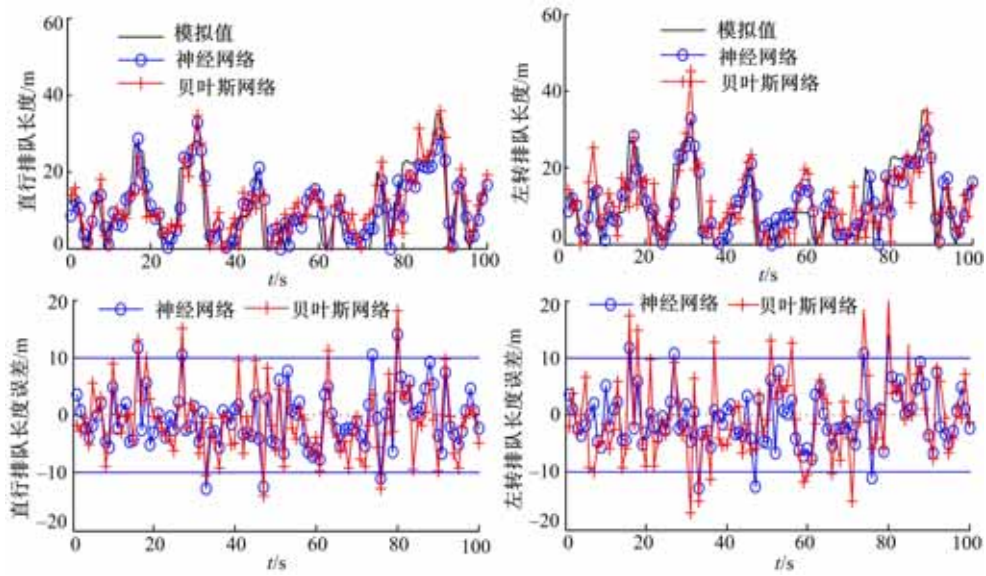 60
40
20
0
直行排队长度/m
模拟值
神经网络
贝叶斯网络
0 20 40 60 80 100
t/s
60
40
20
0
左转排队长度/m
模拟值
神经网络
贝叶斯网络
0 20 40 60 80 100
t/s
20
10
0
-10
-20
直行排队长度误差/m
神经网络 贝叶斯网络
0 20 40 60 80 100
t/s
20
10
0
-10
-20
左转排队长度误差/m
神经网络 贝叶斯网络
0 20 40 60 80 100
t/s